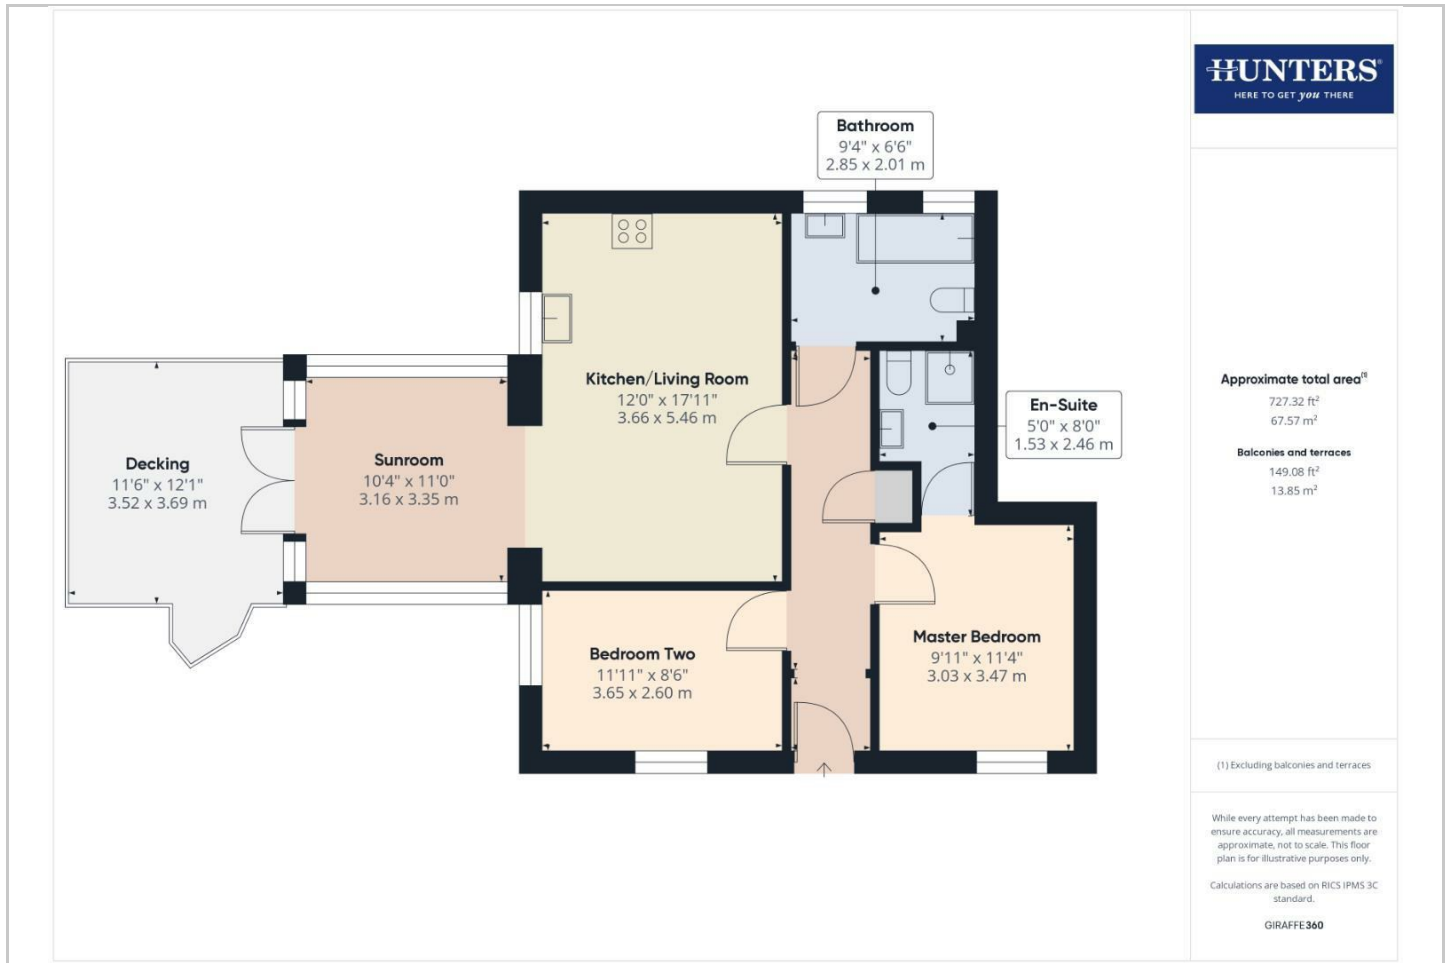 HUNTERS®
HERE TO GET you THERE
Bathroom
9'4" x 6'6"
2.85 x 2.01 m
Kitchen/Living Room
12'0" x 17'11"
3.66 x 5.46 m
En-Suite
5'0" x 8'0"
1.53 x 2.46 m
Decking
11'6" x 12'1"
3.52 x 3.69 m
Sunroom
10'4" x 11'0"
3.16 x 3.35 m
Bedroom Two
11'11" x 8'6"
3.65 x 2.60 m
Master Bedroom
9'11" x 11'4"
3.03 x 3.47 m
Approximate total area⁽¹⁾
727.32 ft²
67.57 m²
Balconies and terraces
149.08 ft²
13.85 m²
(1) Excluding balconies and terraces
While every attempt has been made to
ensure accuracy, all measurements are
approximate, not to scale. This floor
plan is for illustrative purposes only.
Calculations are based on RICS IPMS 3C
standard.
GIRAFFE360